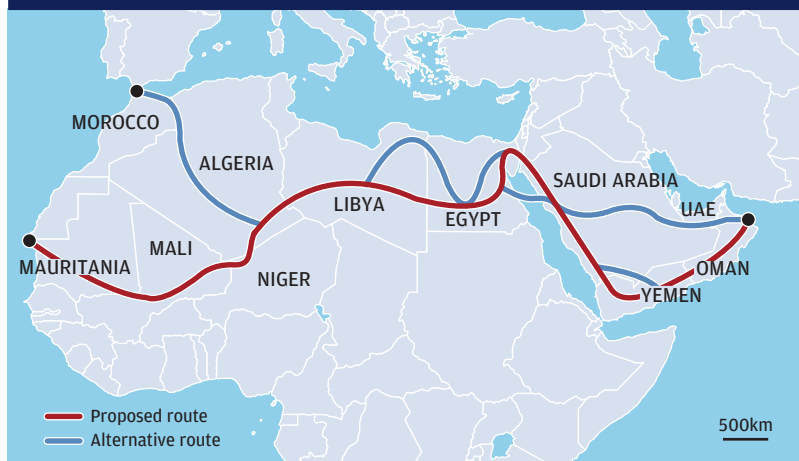 MOROCCO
ALGERIA
LIBYA
EGYPT
SAUDI ARABIA
UAE
MAURITANIA
MALI
NIGER
OMAN
YEMEN
Proposed route
Alternative route
500km